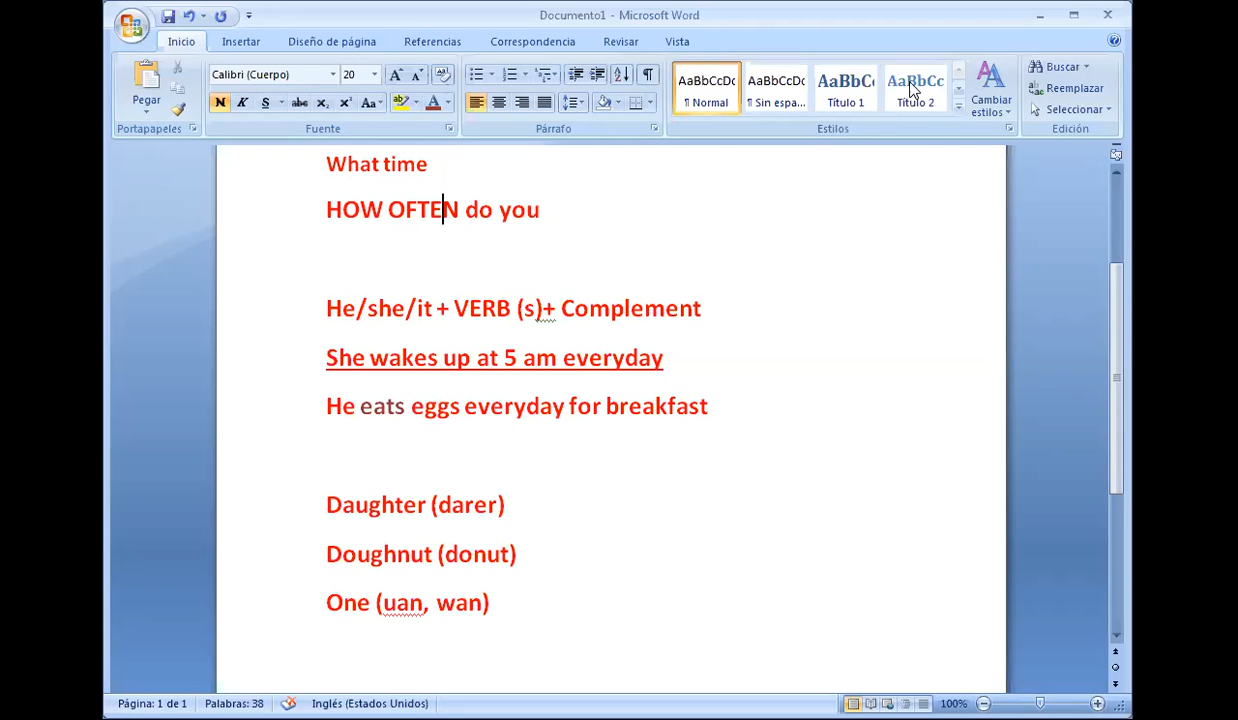 Documento1 - Microsoft Word
Inicio Insertar Diseño de página Referencias Correspondencia Revisar Vista
Pegar
Portapapeles
Calibri (Cuerpo) 20
N K S abc x₂ x² Aa
Fuente
Párrafo
AaBbCcDc AaBbCcDc AaBbC AaBbCc
¶ Normal ¶ Sin espa... Título 1 Título 2
Cambiar estilos
Estilos
Buscar
Reemplazar
Seleccionar
Edición
What time
HOW OFTEN do you
He/she/it + VERB (s)+ Complement
She wakes up at 5 am everyday
He eats eggs everyday for breakfast
Daughter (darer)
Doughnut (donut)
One (uan, wan)
Página: 1 de 1 Palabras: 38 Inglés (Estados Unidos) 100%